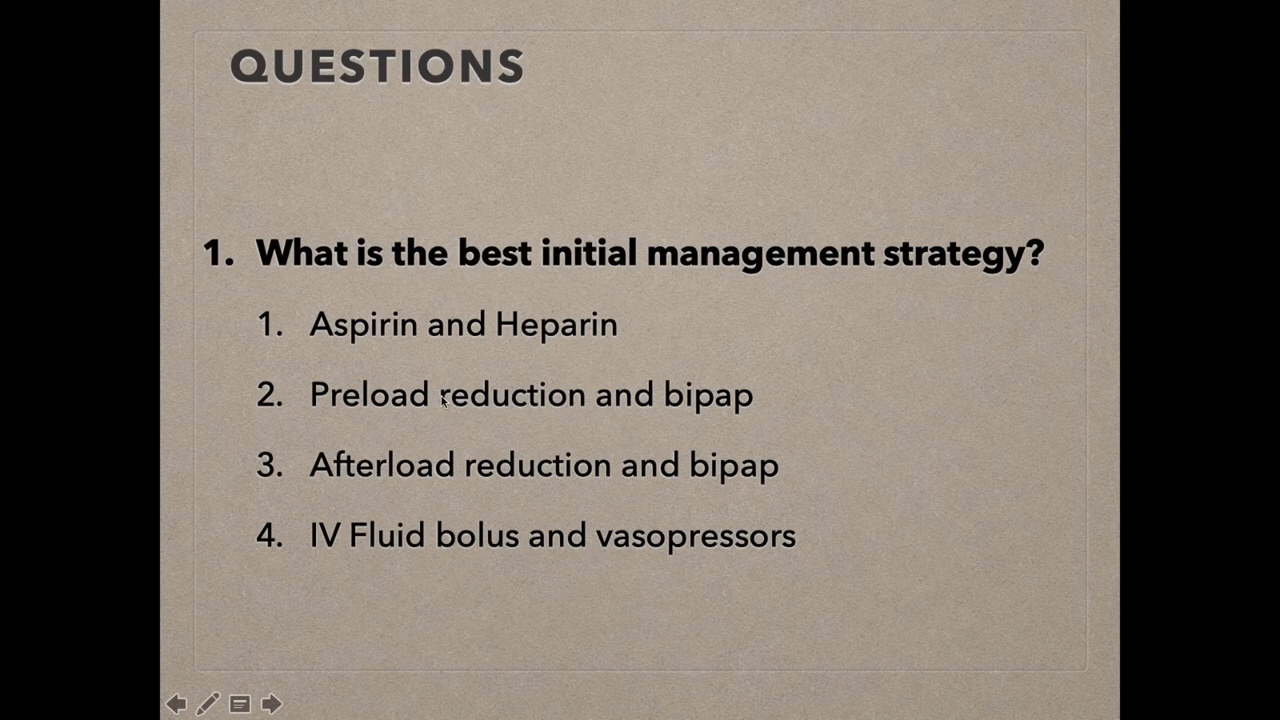 QUESTIONS
1. What is the best initial management strategy?
1. Aspirin and Heparin
2. Preload reduction and bipap
3. Afterload reduction and bipap
4. IV Fluid bolus and vasopressors